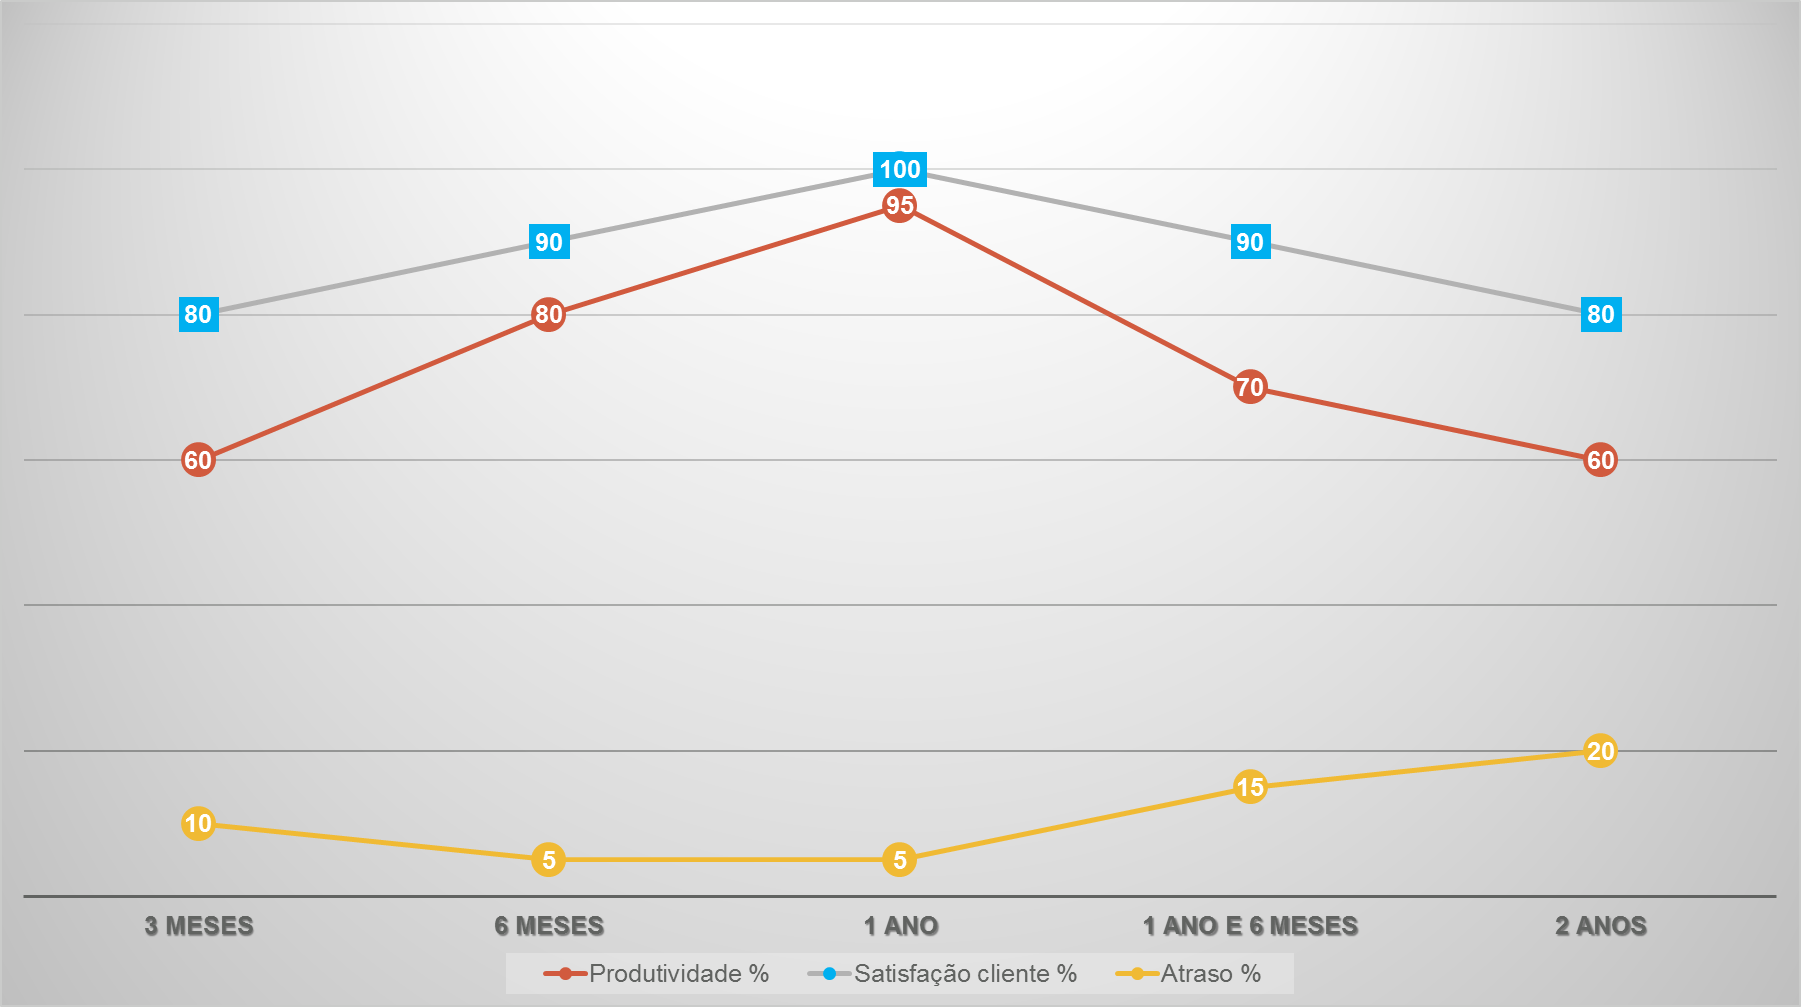 100
95
90
90
80
80
80
70
60
60
20
15
10
5
5
3 MESES
6 MESES
1 ANO
1 ANO E 6 MESES
2 ANOS
Produtividade %
Satisfação cliente %
Atraso %